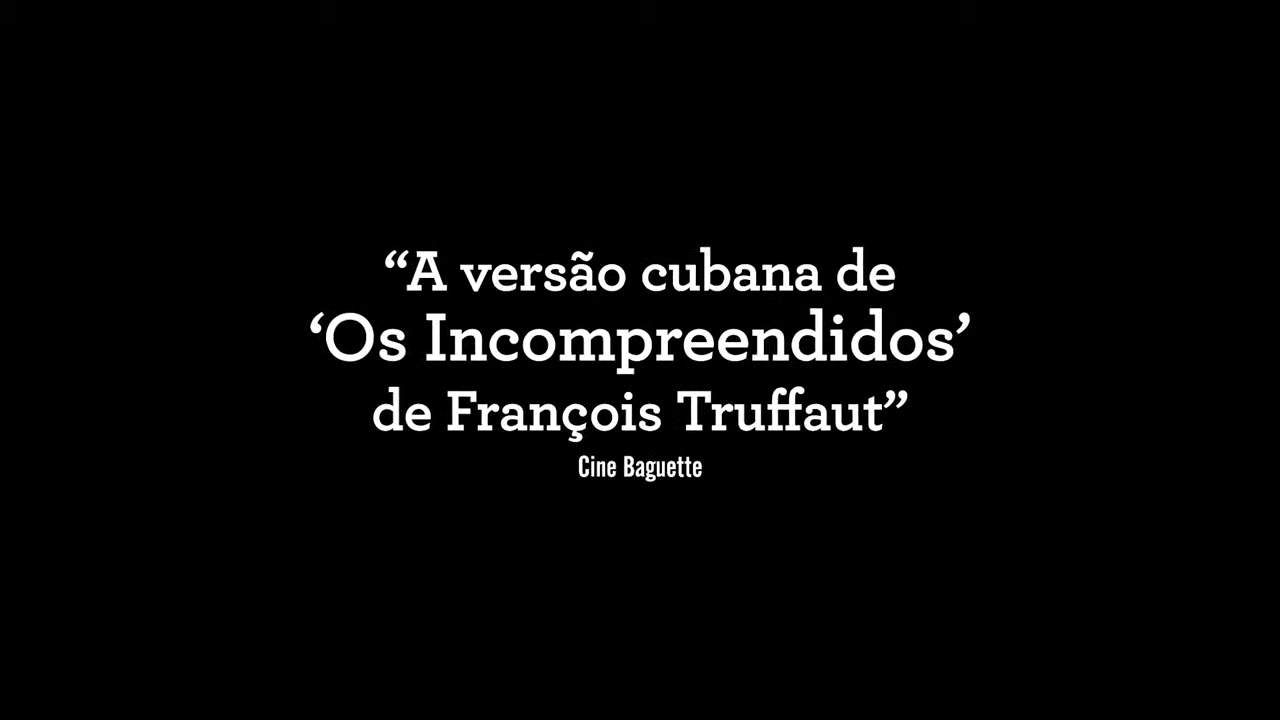 “A versão cubana de
‘Os Incompreendidos’
de François Truffaut”
Cine Baguette